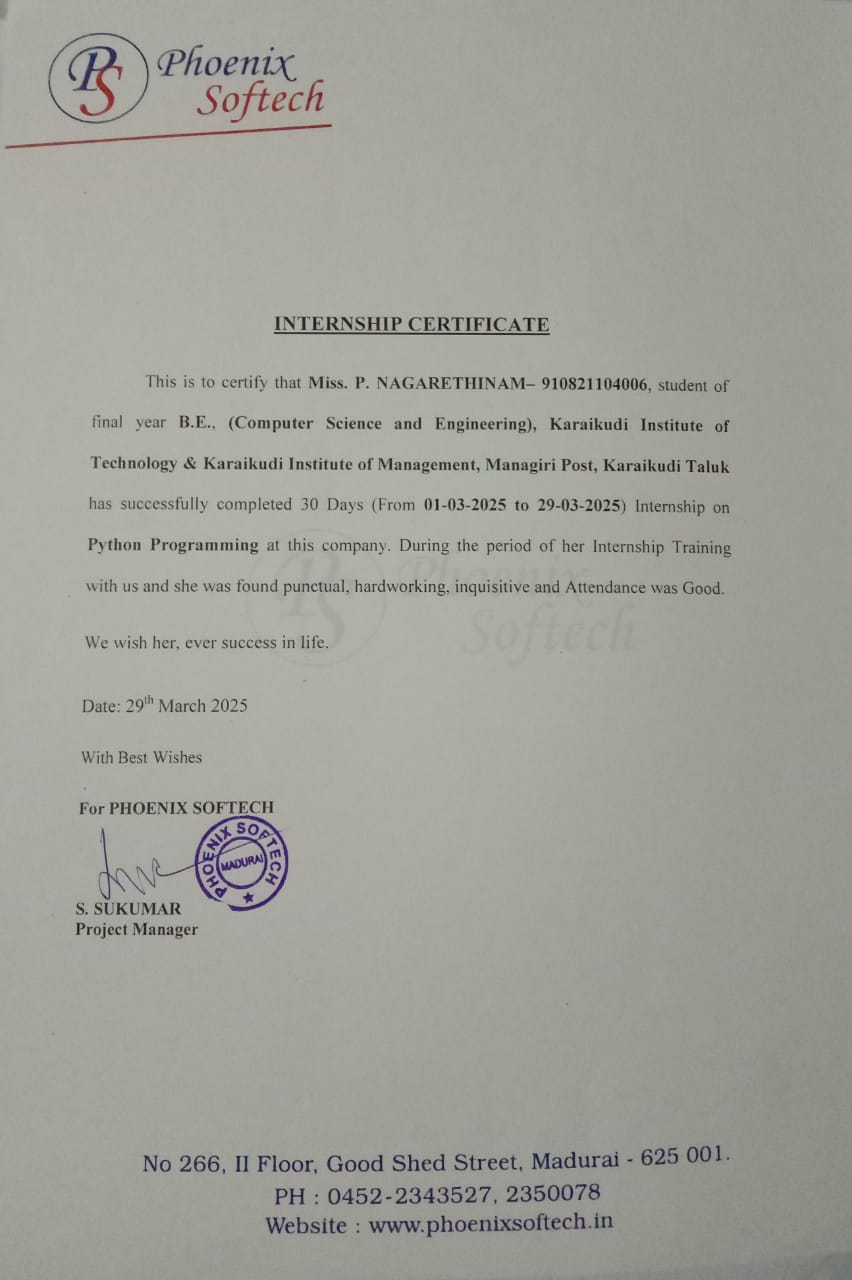 PS Phoenix
Softech
INTERNSHIP CERTIFICATE
This is to certify that Miss. P. NAGARETHINAM– 910821104006, student of
final year B.E., (Computer Science and Engineering), Karaikudi Institute of
Technology & Karaikudi Institute of Management, Managiri Post, Karaikudi Taluk
has successfully completed 30 Days (From 01-03-2025 to 29-03-2025) Internship on
Python Programming at this company. During the period of her Internship Training
with us and she was found punctual, hardworking, inquisitive and Attendance was Good.
PS Phoenix
Softech
We wish her, ever success in life.
Date: 29th March 2025
With Best Wishes
For PHOENIX SOFTECH
PHOENIX SOFTECH
MADURAI
S. SUKUMAR
Project Manager
No 266, II Floor, Good Shed Street, Madurai - 625 001.
PH : 0452-2343527, 2350078
Website : www.phoenixsoftech.in